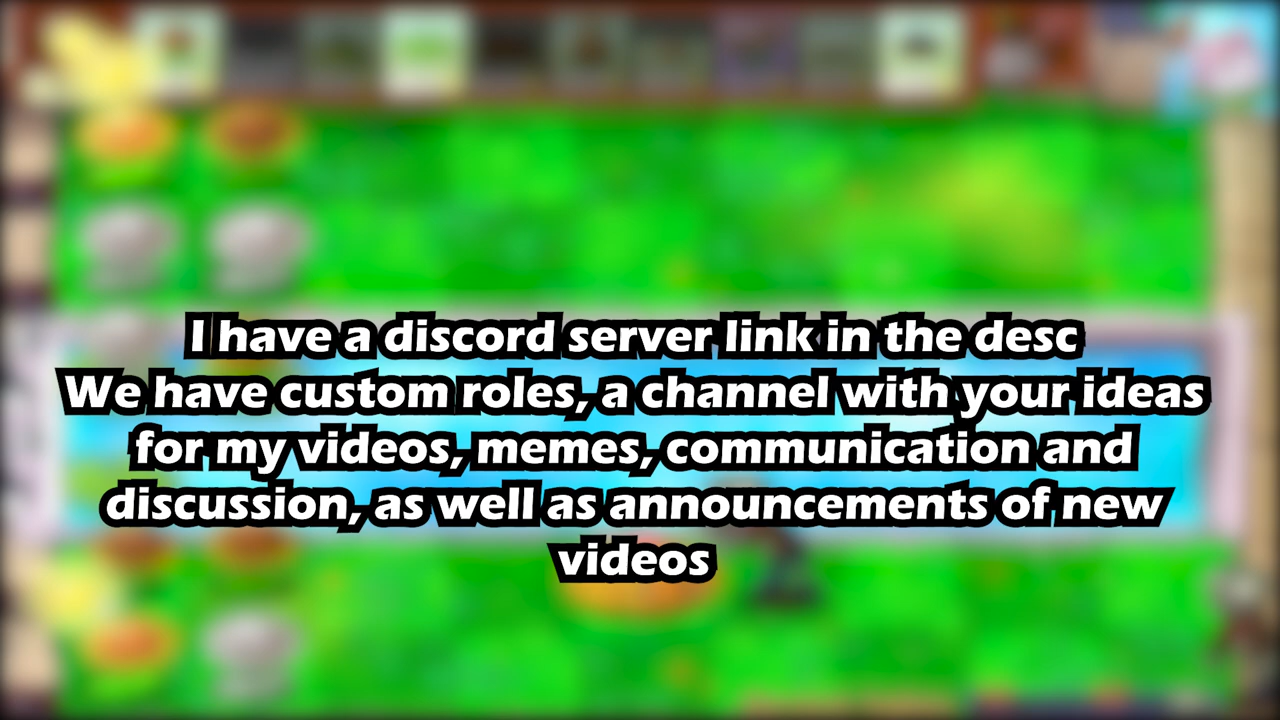 I have a discord server link in the desc
We have custom roles, a channel with your ideas
for my videos, memes, communication and
discussion, as well as announcements of new
videos